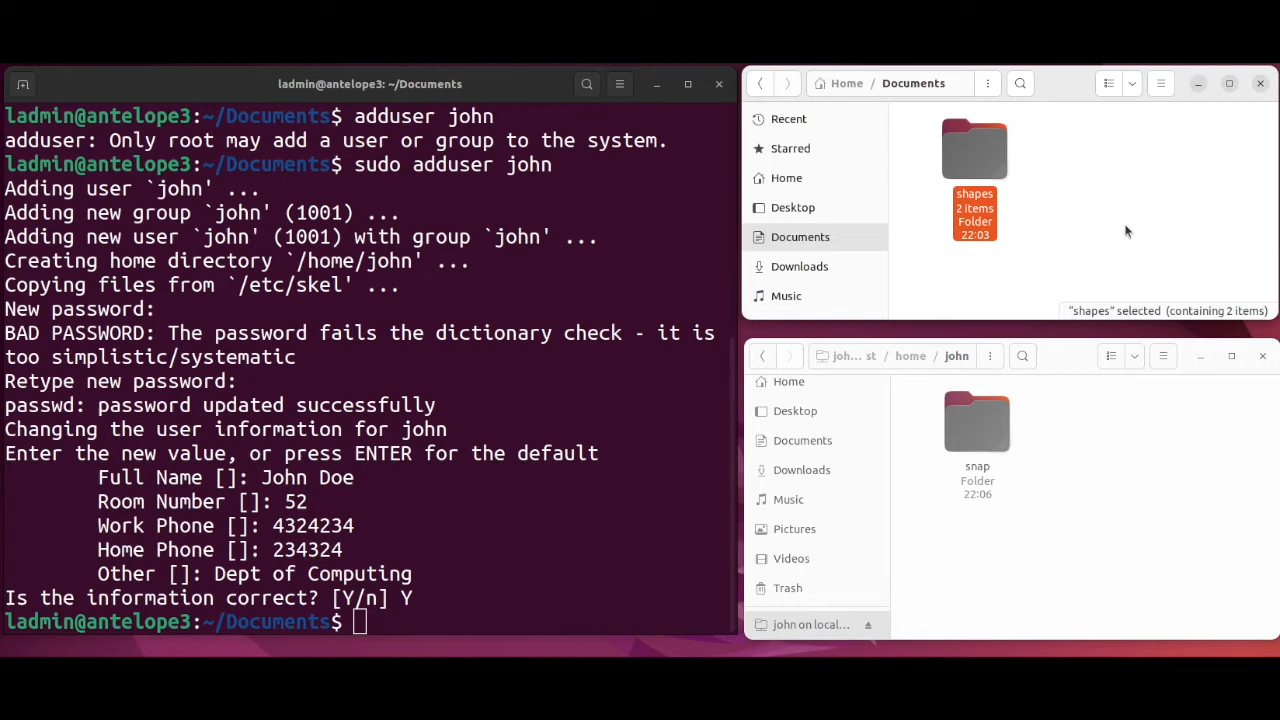 ladmin@antelope3: ~/Documents
ladmin@antelope3:~/Documents$ adduser john
adduser: Only root may add a user or group to the system.
ladmin@antelope3:~/Documents$ sudo adduser john
Adding user `john' ...
Adding new group `john' (1001) ...
Adding new user `john' (1001) with group `john' ...
Creating home directory `/home/john' ...
Copying files from `/etc/skel' ...
New password:
BAD PASSWORD: The password fails the dictionary check - it is
too simplistic/systematic
Retype new password:
passwd: password updated successfully
Changing the user information for john
Enter the new value, or press ENTER for the default
Full Name []: John Doe
Room Number []: 52
Work Phone []: 4324234
Home Phone []: 234324
Other []: Dept of Computing
Is the information correct? [Y/n] Y
ladmin@antelope3:~/Documents$
Home / Documents
Recent
Starred
Home
Desktop
Documents
Downloads
Music
shapes
2 items
Folder
22:03
"shapes" selected (containing 2 items)
joh… st / home / john
Home
Desktop
Documents
Downloads
Music
Pictures
Videos
Trash
john on local…
snap
Folder
22:06